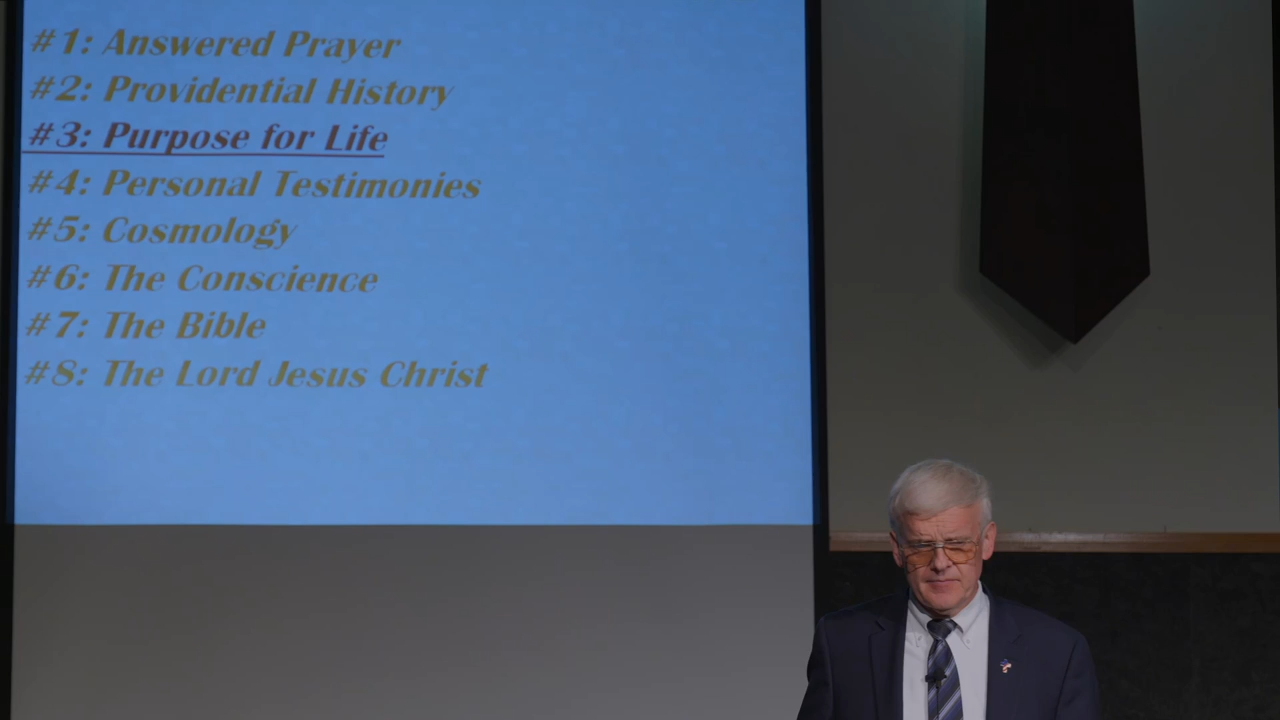 #1: Answered Prayer
#2: Providential History
#3: Purpose for Life
#4: Personal Testimonies
#5: Cosmology
#6: The Conscience
#7: The Bible
#8: The Lord Jesus Christ